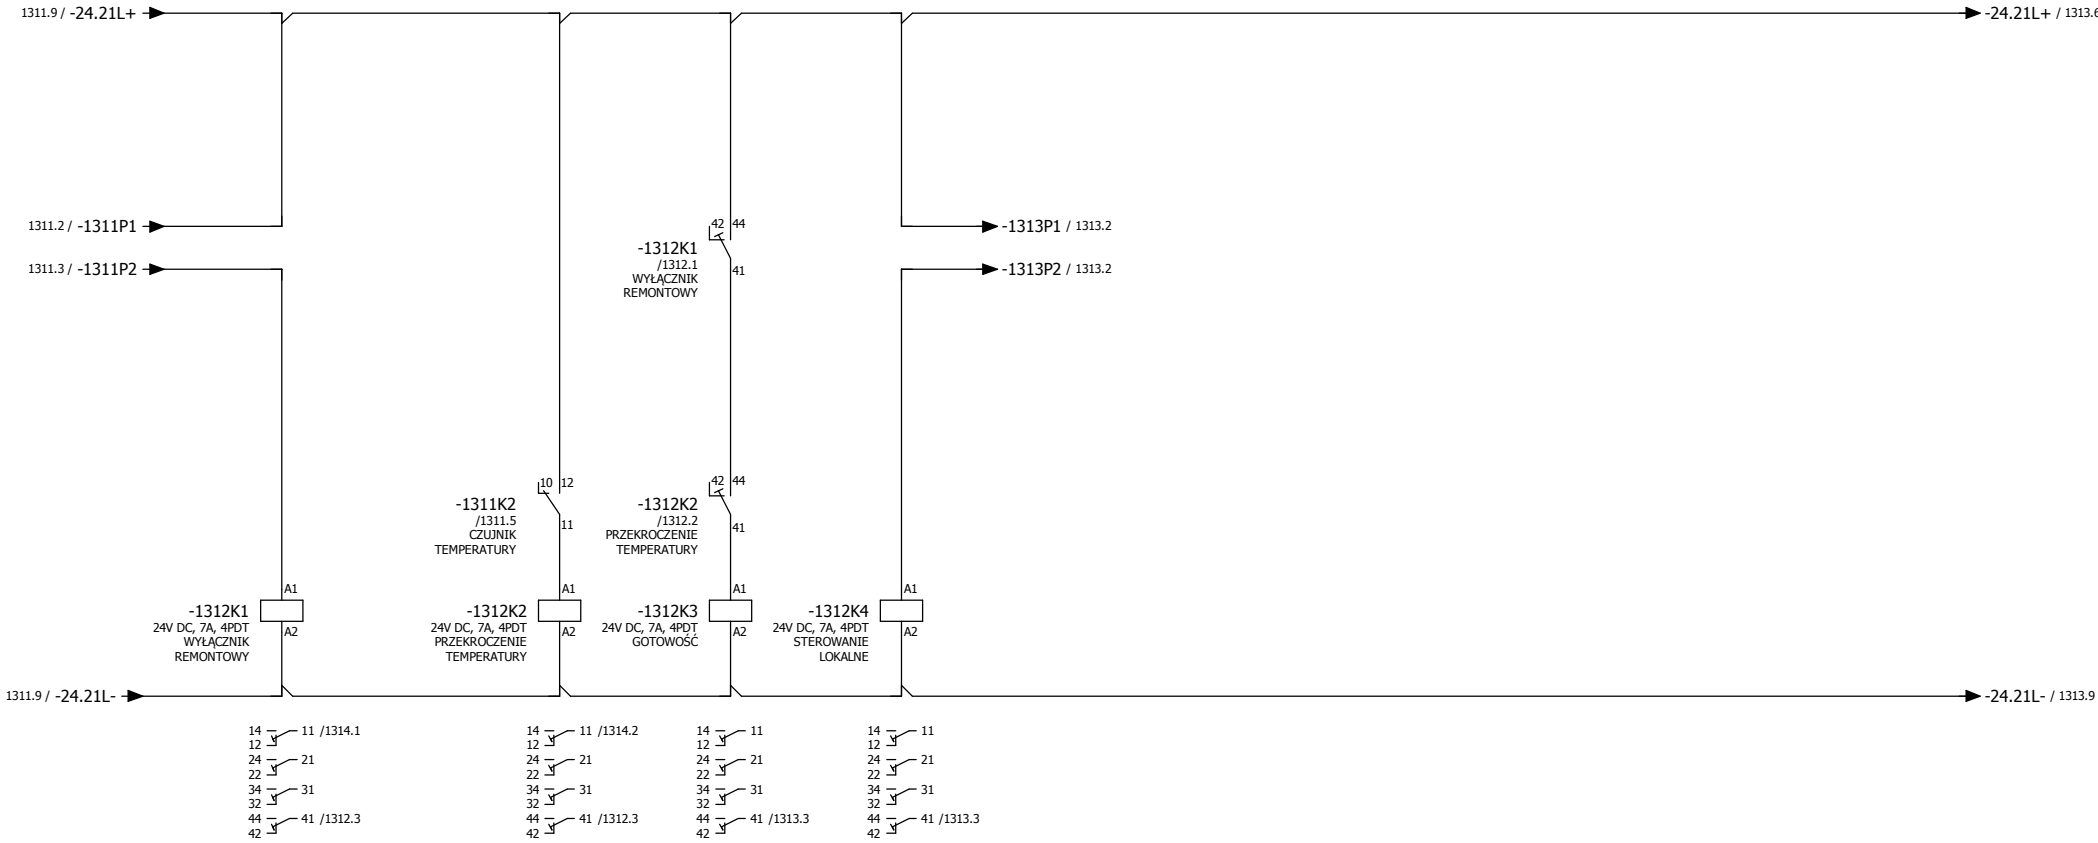 1311.9 / -24.21L+
-24.21L+ / 1313.6
1311.2 / -1311P1
1311.3 / -1311P2
42 44
-1312K1
/1312.1
WYŁĄCZNIK
REMONTOWY
41
-1313P1 / 1313.2
-1313P2 / 1313.2
10 12
-1311K2
/1311.5
CZUJNIK
TEMPERATURY
11
42 44
-1312K2
/1312.2
PRZEKROCZENIE
TEMPERATURY
41
A1
-1312K1
24V DC, 7A, 4PDT
WYŁĄCZNIK
REMONTOWY
A2
A1
-1312K2
24V DC, 7A, 4PDT
PRZEKROCZENIE
TEMPERATURY
A2
A1
-1312K3
24V DC, 7A, 4PDT
GOTOWOŚĆ
A2
A1
-1312K4
24V DC, 7A, 4PDT
STEROWANIE
LOKALNE
A2
1311.9 / -24.21L-
-24.21L- / 1313.9
14 11 /1314.1
12
24 21
22
34 31
32
44 41 /1312.3
42
14 11 /1314.2
12
24 21
22
34 31
32
44 41 /1312.3
42
14 11
12
24 21
22
34 31
32
44 41 /1313.3
42
14 11
12
24 21
22
34 31
32
44 41 /1313.3
42